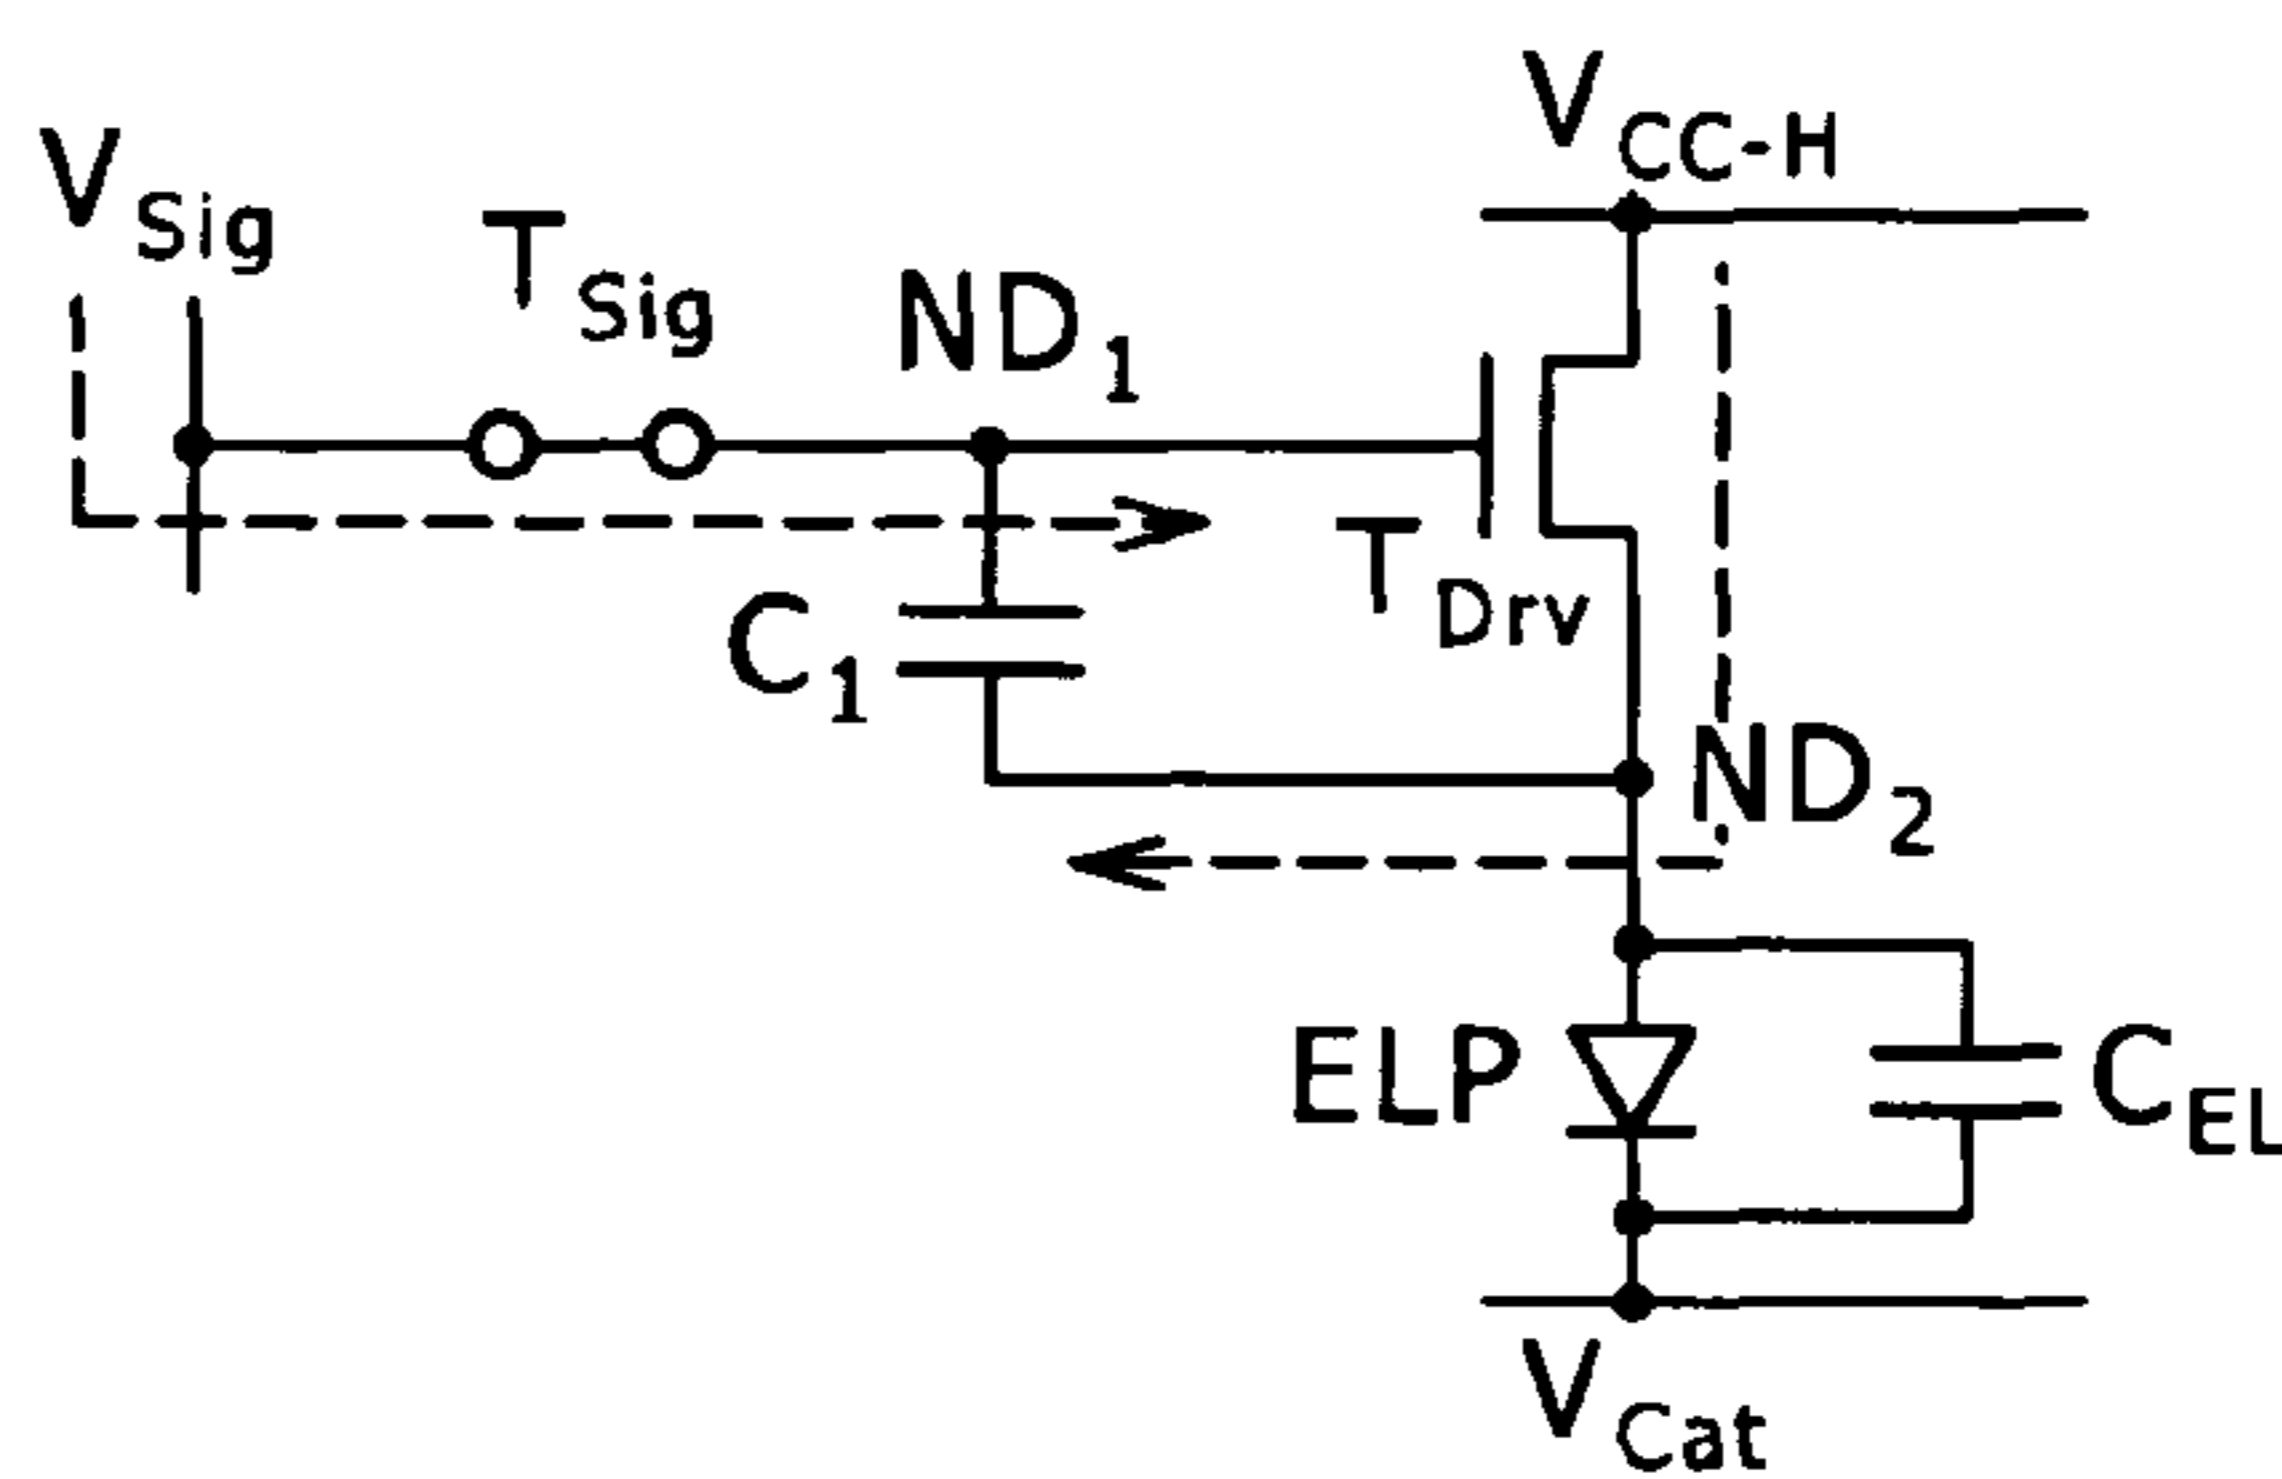 V_CC-H
V_Sig
T_Sig
ND_1
T_Drv
C_1
ND_2
ELP
C_EL
V_Cat